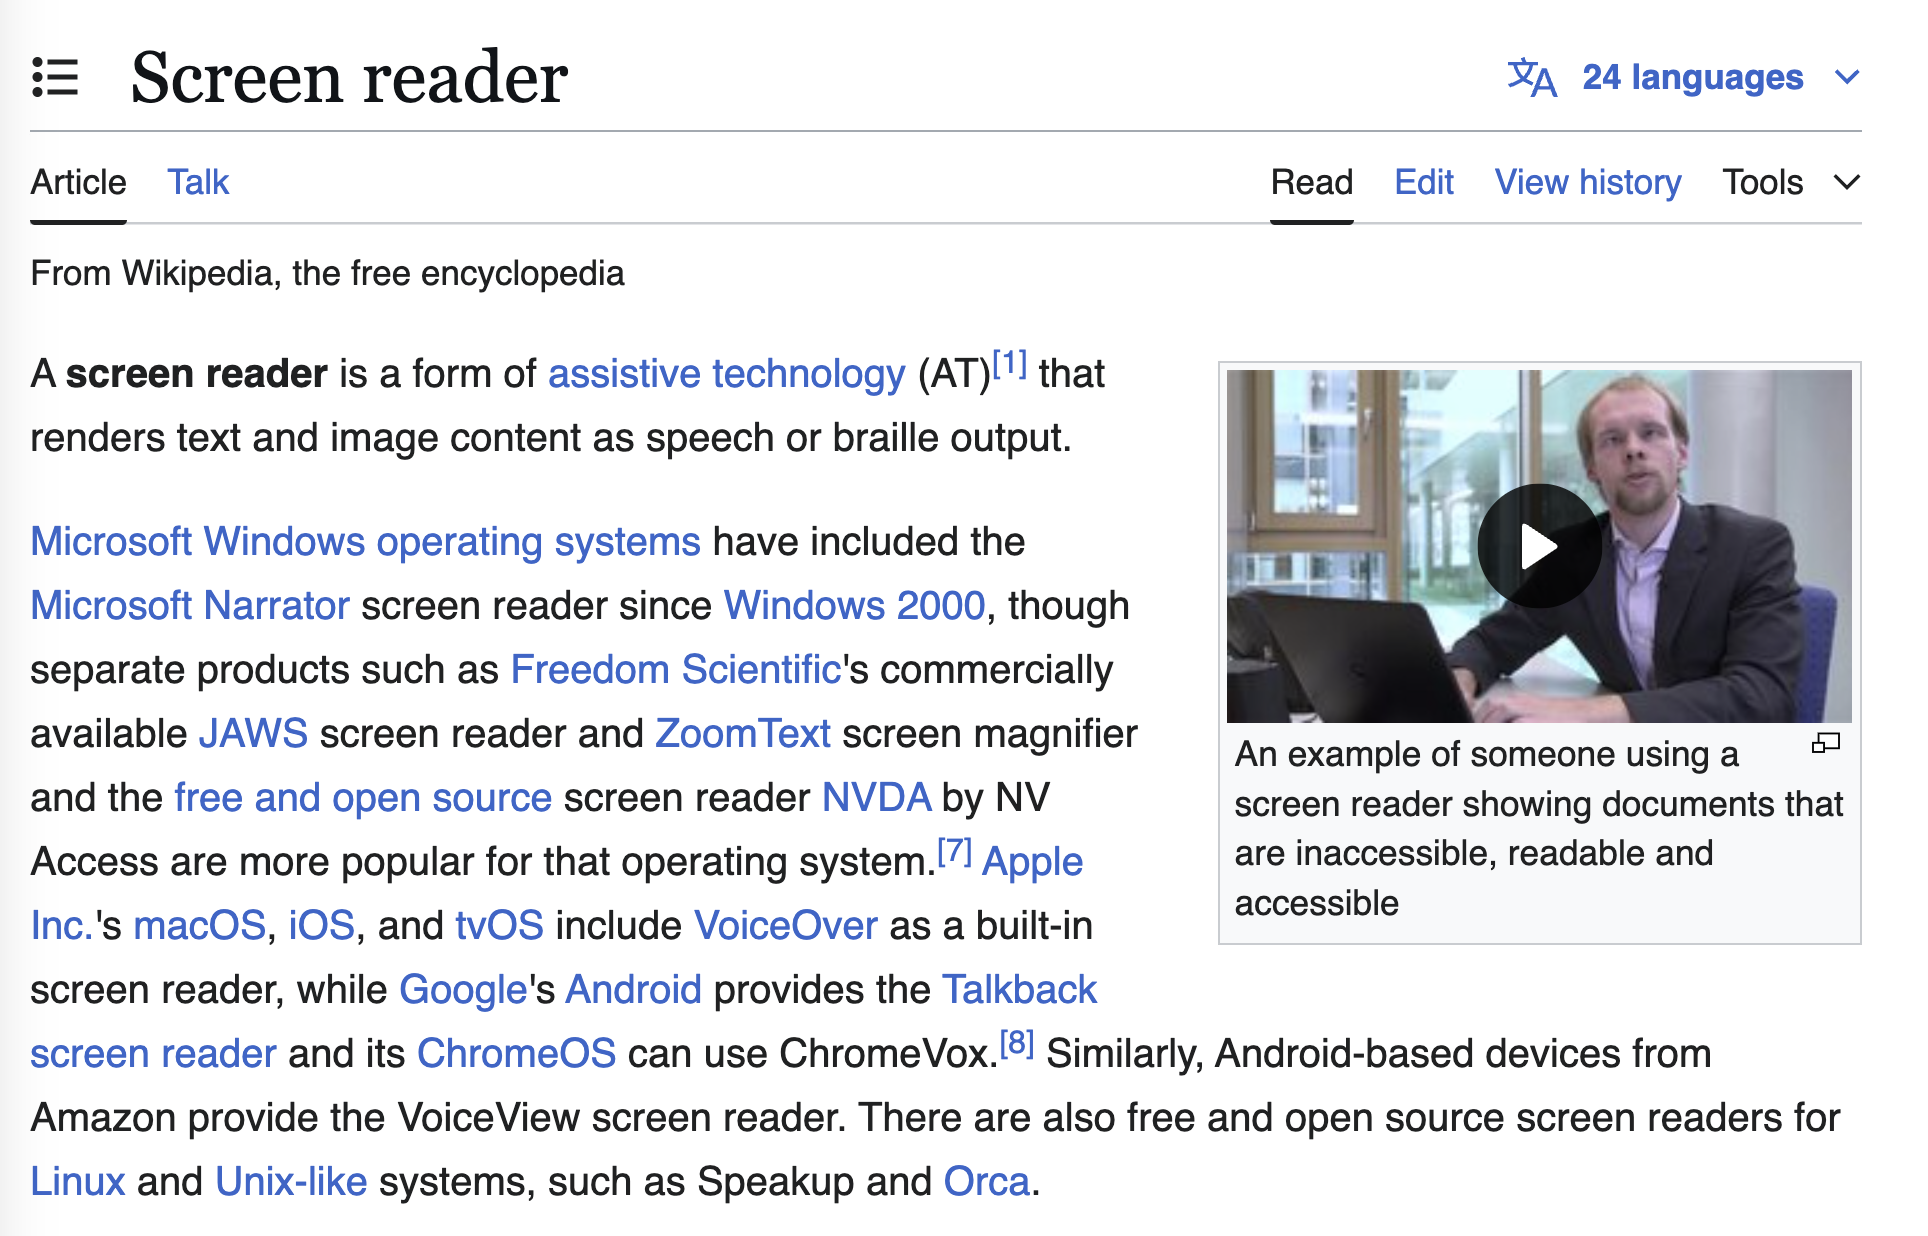 Screen reader
24 languages
Article Talk
Read Edit View history Tools
From Wikipedia, the free encyclopedia
A screen reader is a form of assistive technology (AT)[1] that
renders text and image content as speech or braille output.
Microsoft Windows operating systems have included the
Microsoft Narrator screen reader since Windows 2000, though
separate products such as Freedom Scientific's commercially
available JAWS screen reader and ZoomText screen magnifier
and the free and open source screen reader NVDA by NV
Access are more popular for that operating system.[7] Apple
Inc.'s macOS, iOS, and tvOS include VoiceOver as a built-in
screen reader, while Google's Android provides the Talkback
screen reader and its ChromeOS can use ChromeVox.[8] Similarly, Android-based devices from
Amazon provide the VoiceView screen reader. There are also free and open source screen readers for
Linux and Unix-like systems, such as Speakup and Orca.
An example of someone using a
screen reader showing documents that
are inaccessible, readable and
accessible